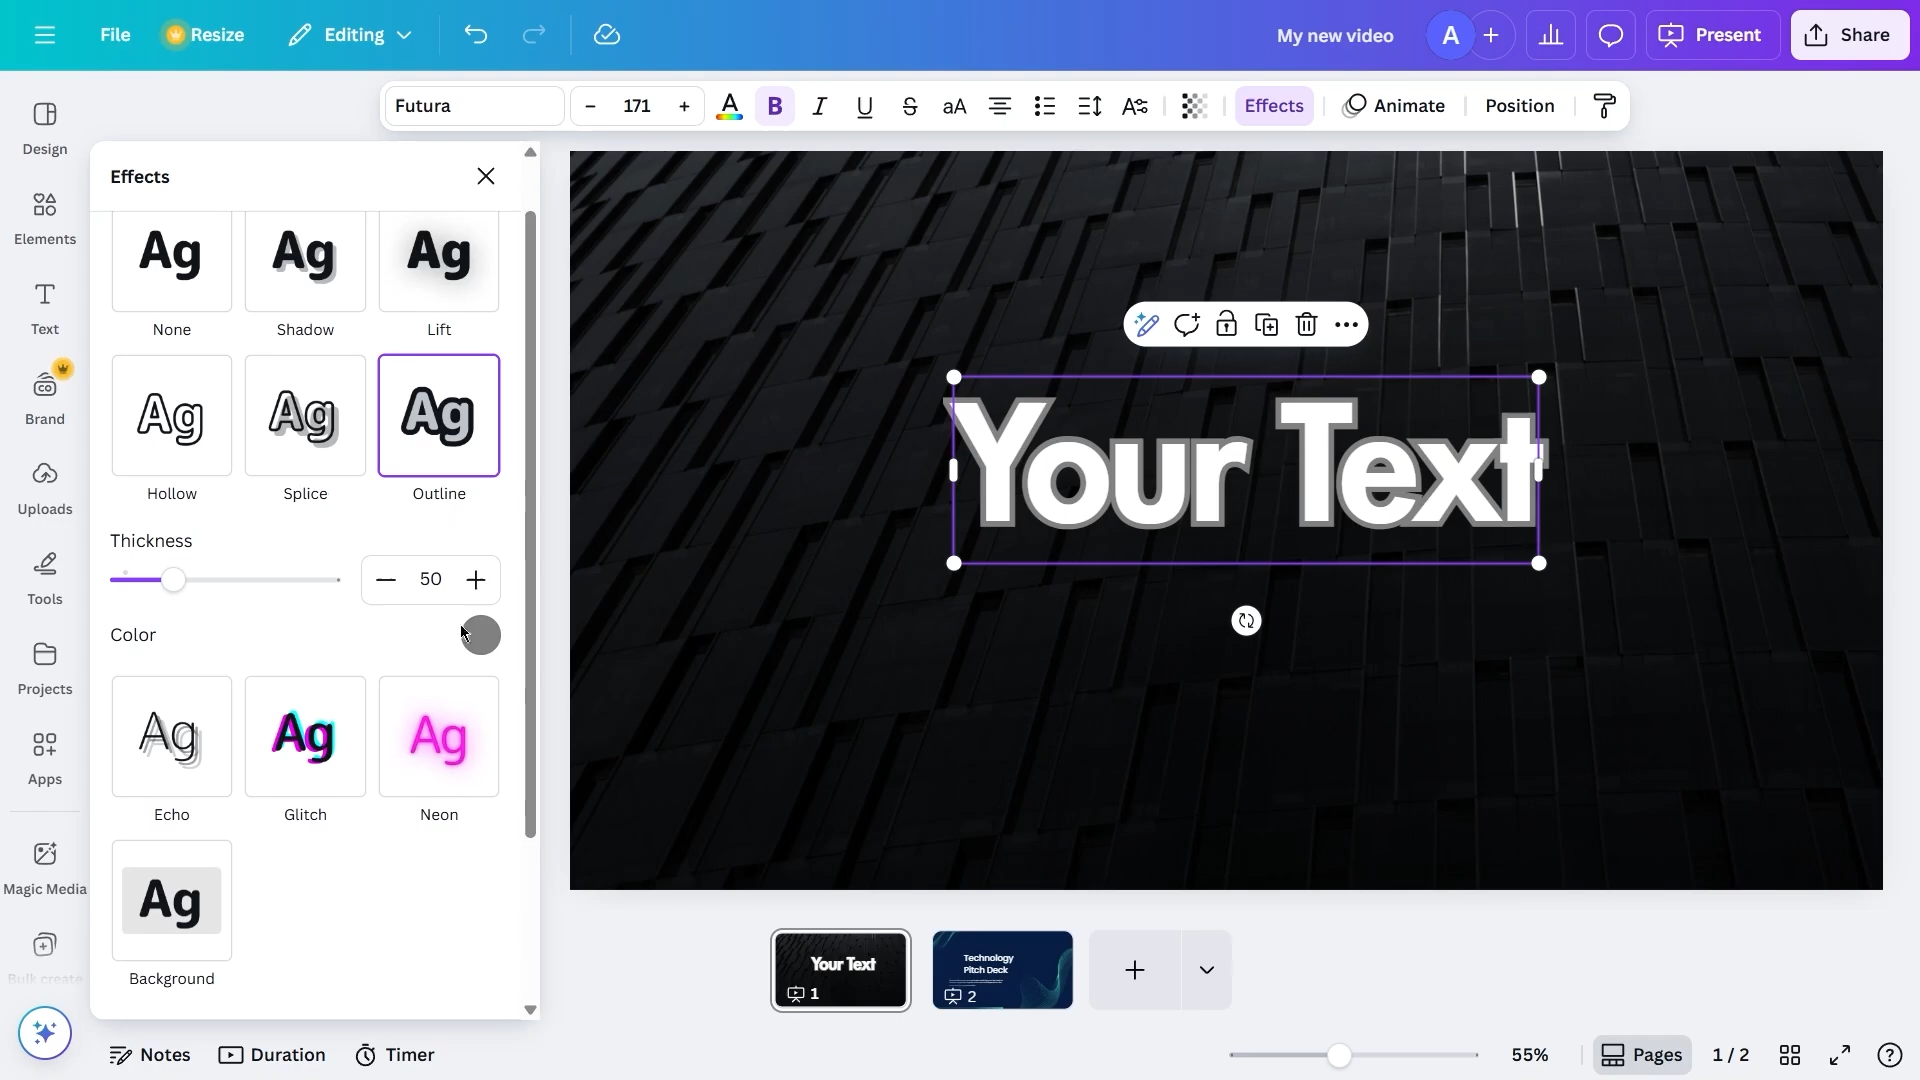 File
Resize
Editing
My new video
A
Present
Share
Futura
171
A
B
I
U
S
aA
Effects
Animate
Position
Design
Elements
Text
Brand
Uploads
Tools
Projects
Apps
Magic Media
Bulk create
Effects
Ag
Ag
Ag
None
Shadow
Lift
Ag
Ag
Ag
Hollow
Splice
Outline
Thickness
50
Color
Ag
Ag
Ag
Echo
Glitch
Neon
Ag
Background
Your Text
Your Text
1
Technology
Pitch Deck
2
Notes
Duration
Timer
55%
Pages
1 / 2